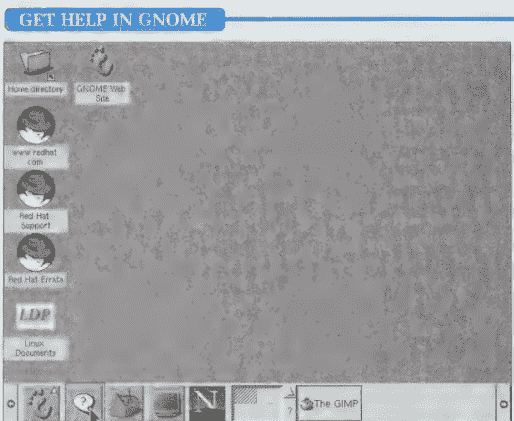 GET HELP IN GNOME
Home directory
GNOME Web
Site
www.redhat
com
Red Hat
Support
Red Hat Errata
LDP
Linux
Documents
?
N
?
The GIMP